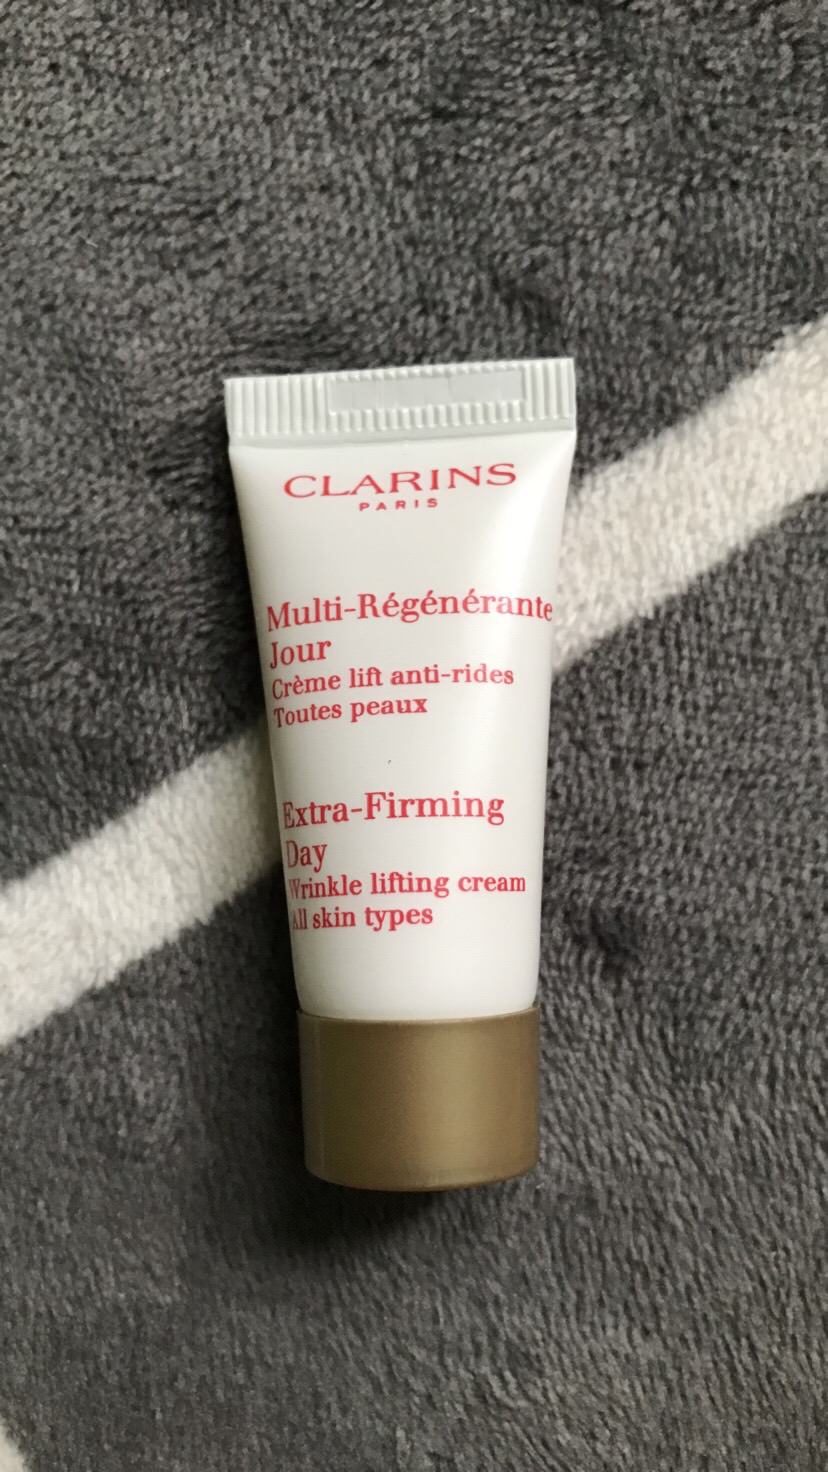 CLARINS
PARIS
Multi-Régénérante
Jour
Crème lift anti-rides
Toutes peaux
Extra-Firming
Day
Wrinkle lifting cream
All skin types